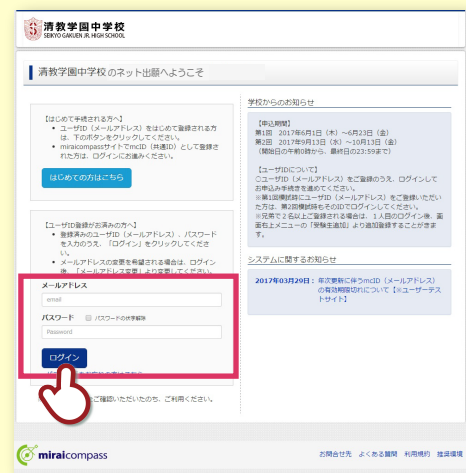 清教学園中学校
SEIKYO GAKUEN JR. HIGH SCHOOL
清教学園中学校 のネット出願へようこそ
【はじめて手続される方へ】
• ユーザID（メールアドレス）をはじめて登録される方
は、下のボタンをクリックしてください。
• miraicompassサイトでmcID（共通ID）として登録さ
れた方は、ログインにお進みください。
はじめての方はこちら
【ユーザID登録がお済みの方へ】
• 登録済みのユーザID（メールアドレス）、パスワード
を入力のうえ、「ログイン」をクリックしてくださ
い。
• メールアドレスの変更を希望される場合は、ログイン
後、「メールアドレス変更」より変更してください。
メールアドレス
email
パスワード パスワードの伏字解除
Password
ログイン
ご確認いただいたのち、ご利用ください。
学校からのお知らせ
【申込期間】
第1回 2017年6月1日（木）～6月23日（金）
第2回 2017年9月13日（水）～10月13日（金）
（開始日の午前0時から、最終日の23:59まで）
【ユーザIDについて】
○ユーザID（メールアドレス）をご登録のうえ、ログインして
お申込み手続きを進めてください。
※第1回模試時にユーザID（メールアドレス）をご登録いただい
た方は、第2回模試時もそのIDでログインしてください。
※兄弟で2名以上ご登録される場合は、1人目のログイン後、画
面右上メニューの「受験生追加」より追加登録することができま
す。
システムに関するお知らせ
2017年03月29日： 年次更新に伴うmcID（メールアドレス）
の有効期限切れについて【※ユーザーテス
トサイト】
miraicompass
お問合せ先 よくある質問 利用規約 推奨環境